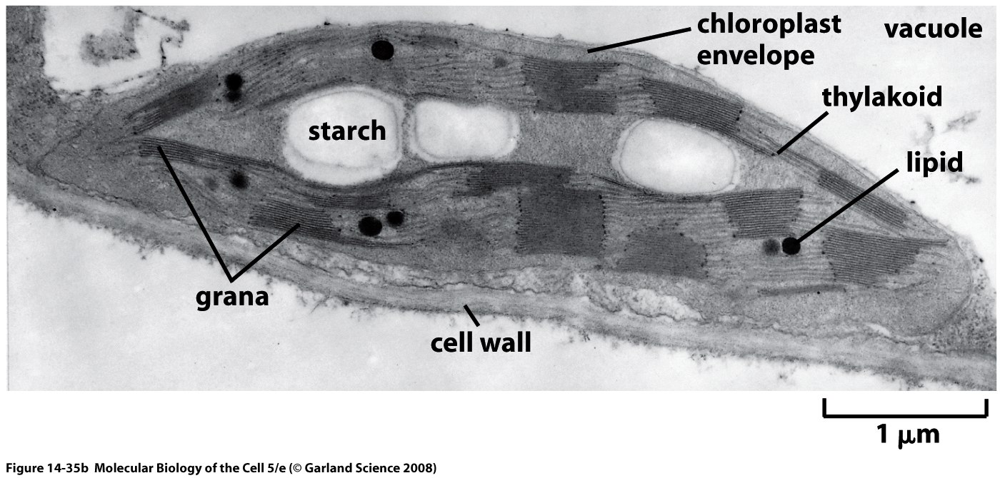 chloroplast
envelope
vacuole
thylakoid
starch
lipid
grana
cell wall
1 μm
Figure 14-35b Molecular Biology of the Cell 5/e (© Garland Science 2008)